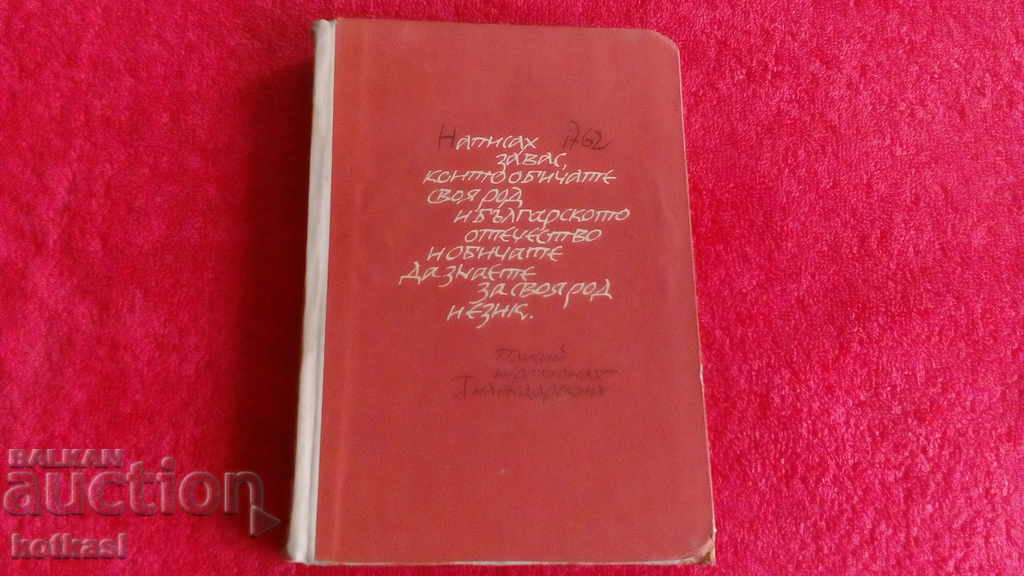 Написах 1762
за вас,
които обичате
своя род
и българското
отечество
и обичате
да знаете
за своя род
и език.
Паисий
Хилендарски
BALKAN
auction
kotkasl